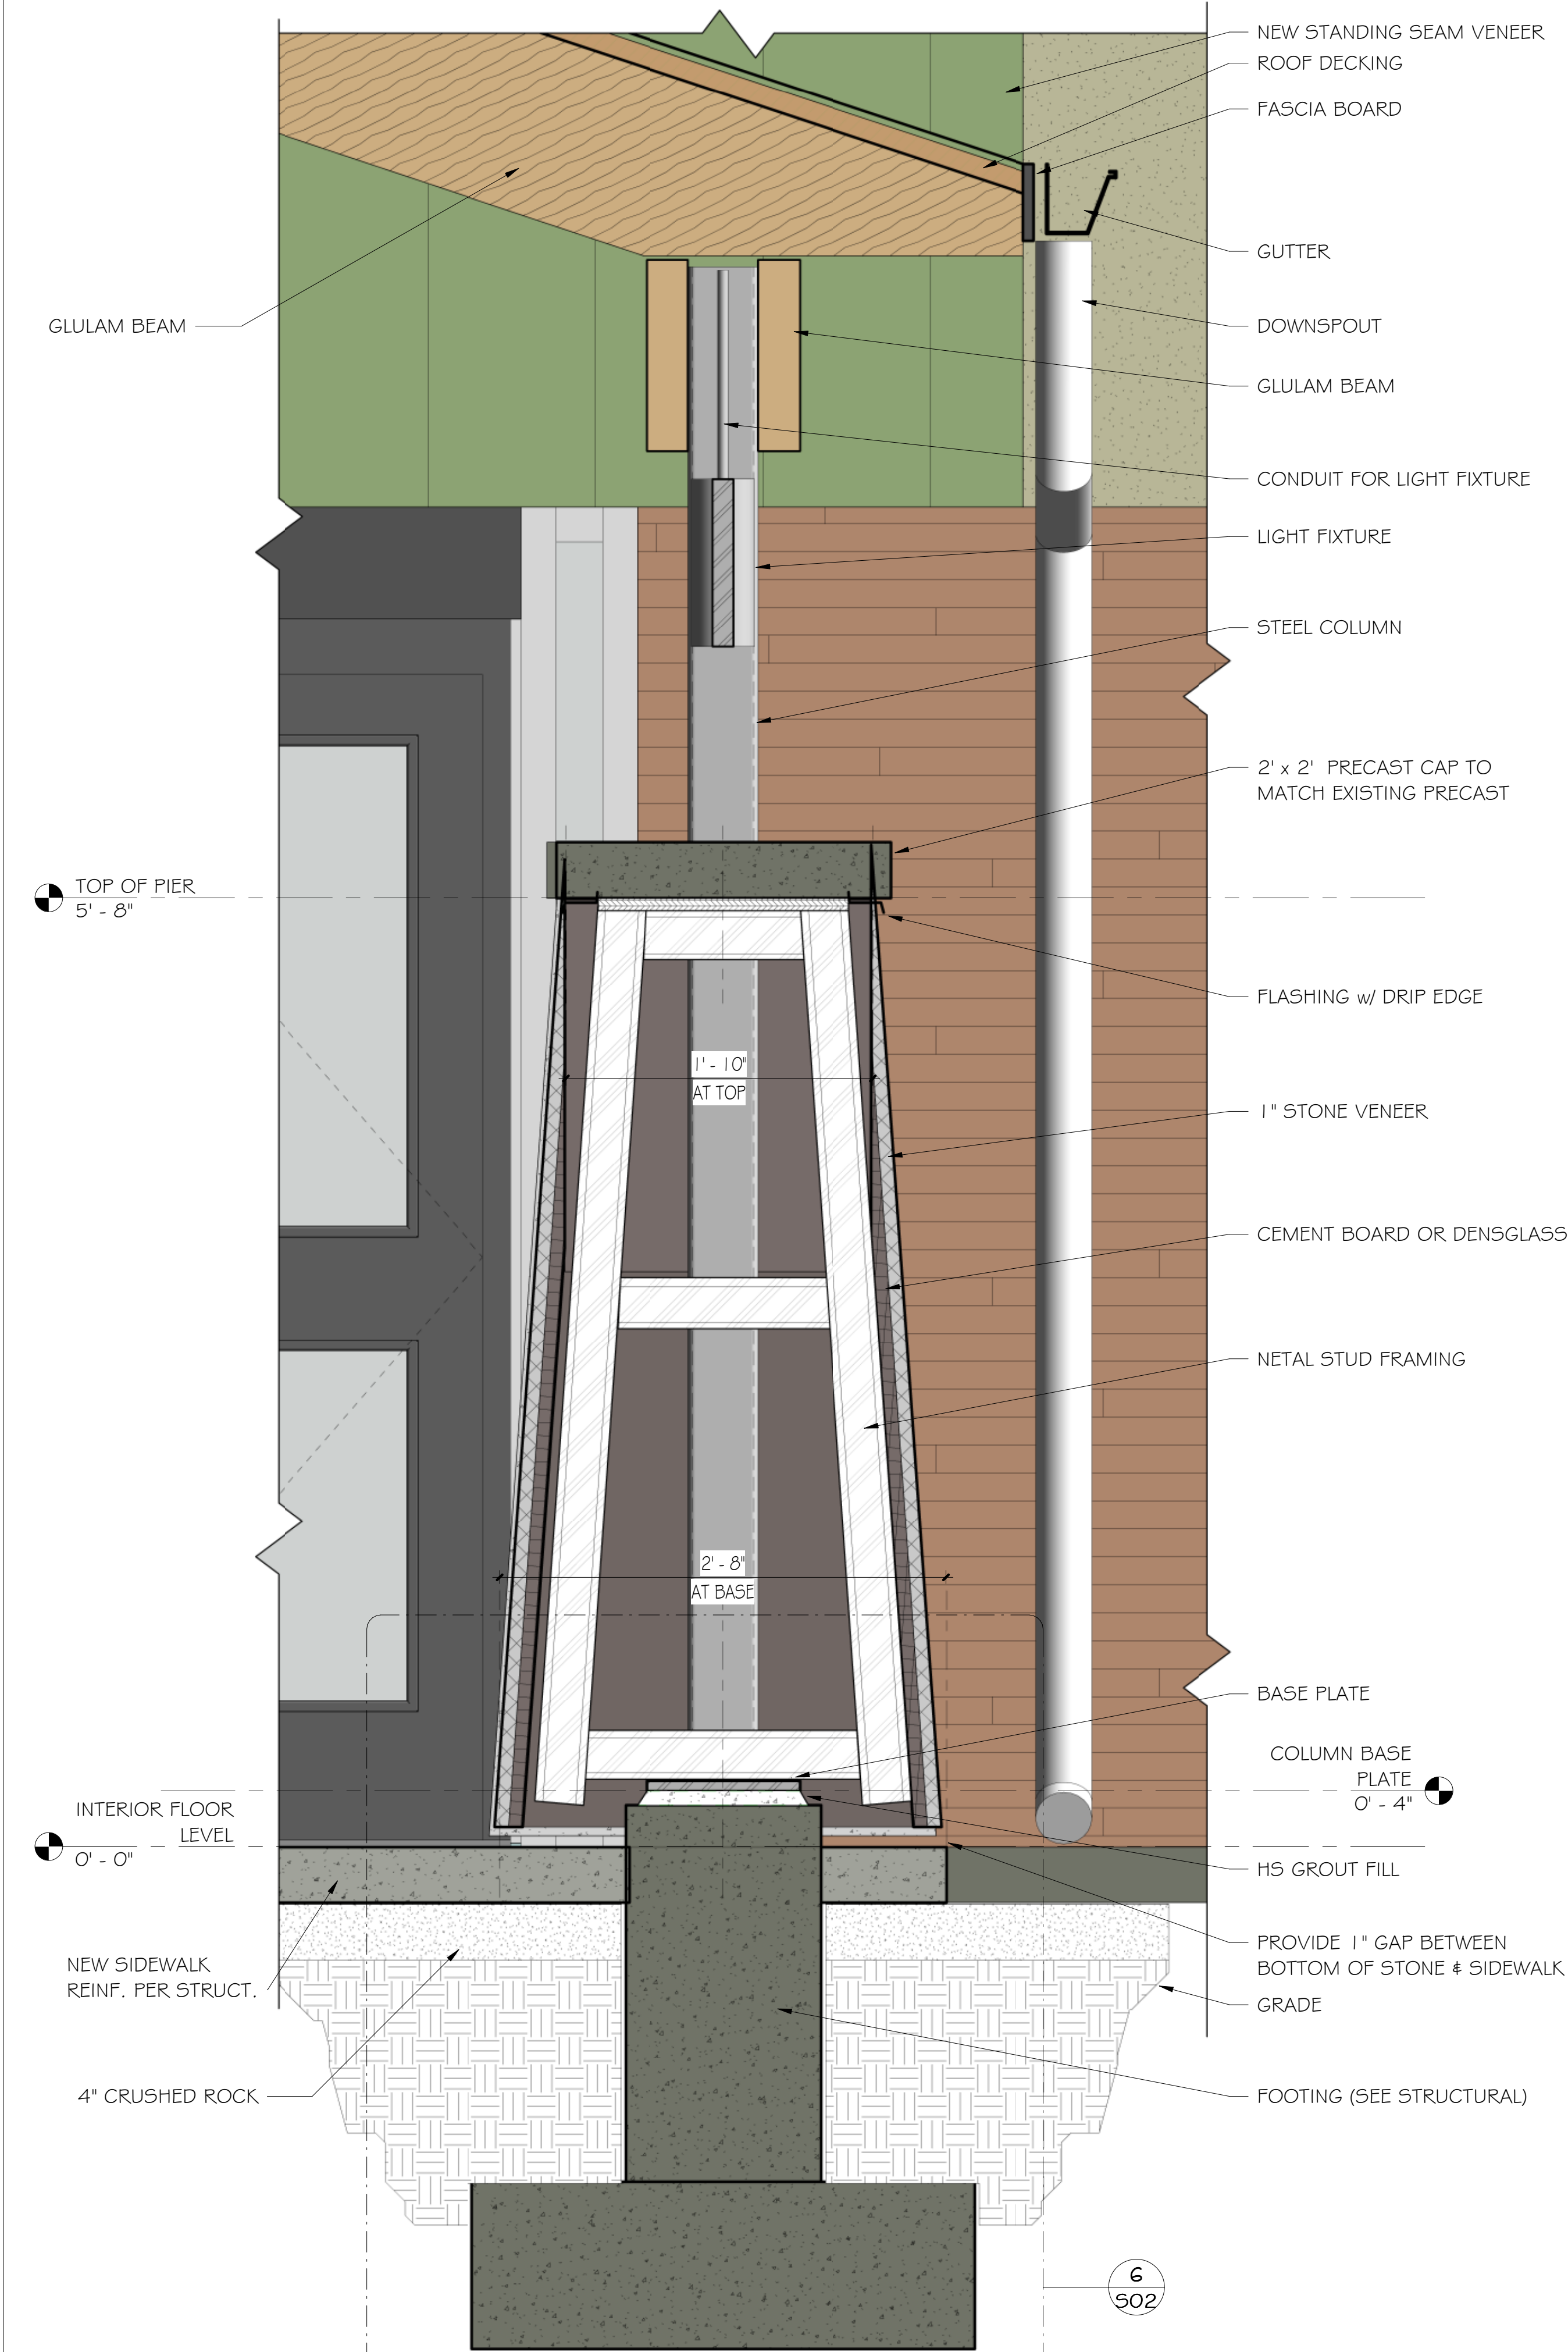 NEW STANDING SEAM VENEER
ROOF DECKING
FASCIA BOARD
GUTTER
GLULAM BEAM
DOWNSPOUT
GLULAM BEAM
CONDUIT FOR LIGHT FIXTURE
LIGHT FIXTURE
STEEL COLUMN
2' x 2' PRECAST CAP TO
MATCH EXISTING PRECAST
TOP OF PIER
5' - 8"
FLASHING w/ DRIP EDGE
1' - 10"
AT TOP
1" STONE VENEER
CEMENT BOARD OR DENSGLASS
NETAL STUD FRAMING
2' - 8"
AT BASE
BASE PLATE
COLUMN BASE
PLATE
0' - 4"
INTERIOR FLOOR
LEVEL
0' - 0"
HS GROUT FILL
NEW SIDEWALK
REINF. PER STRUCT.
PROVIDE 1" GAP BETWEEN
BOTTOM OF STONE & SIDEWALK
GRADE
4" CRUSHED ROCK
FOOTING (SEE STRUCTURAL)
6
S02